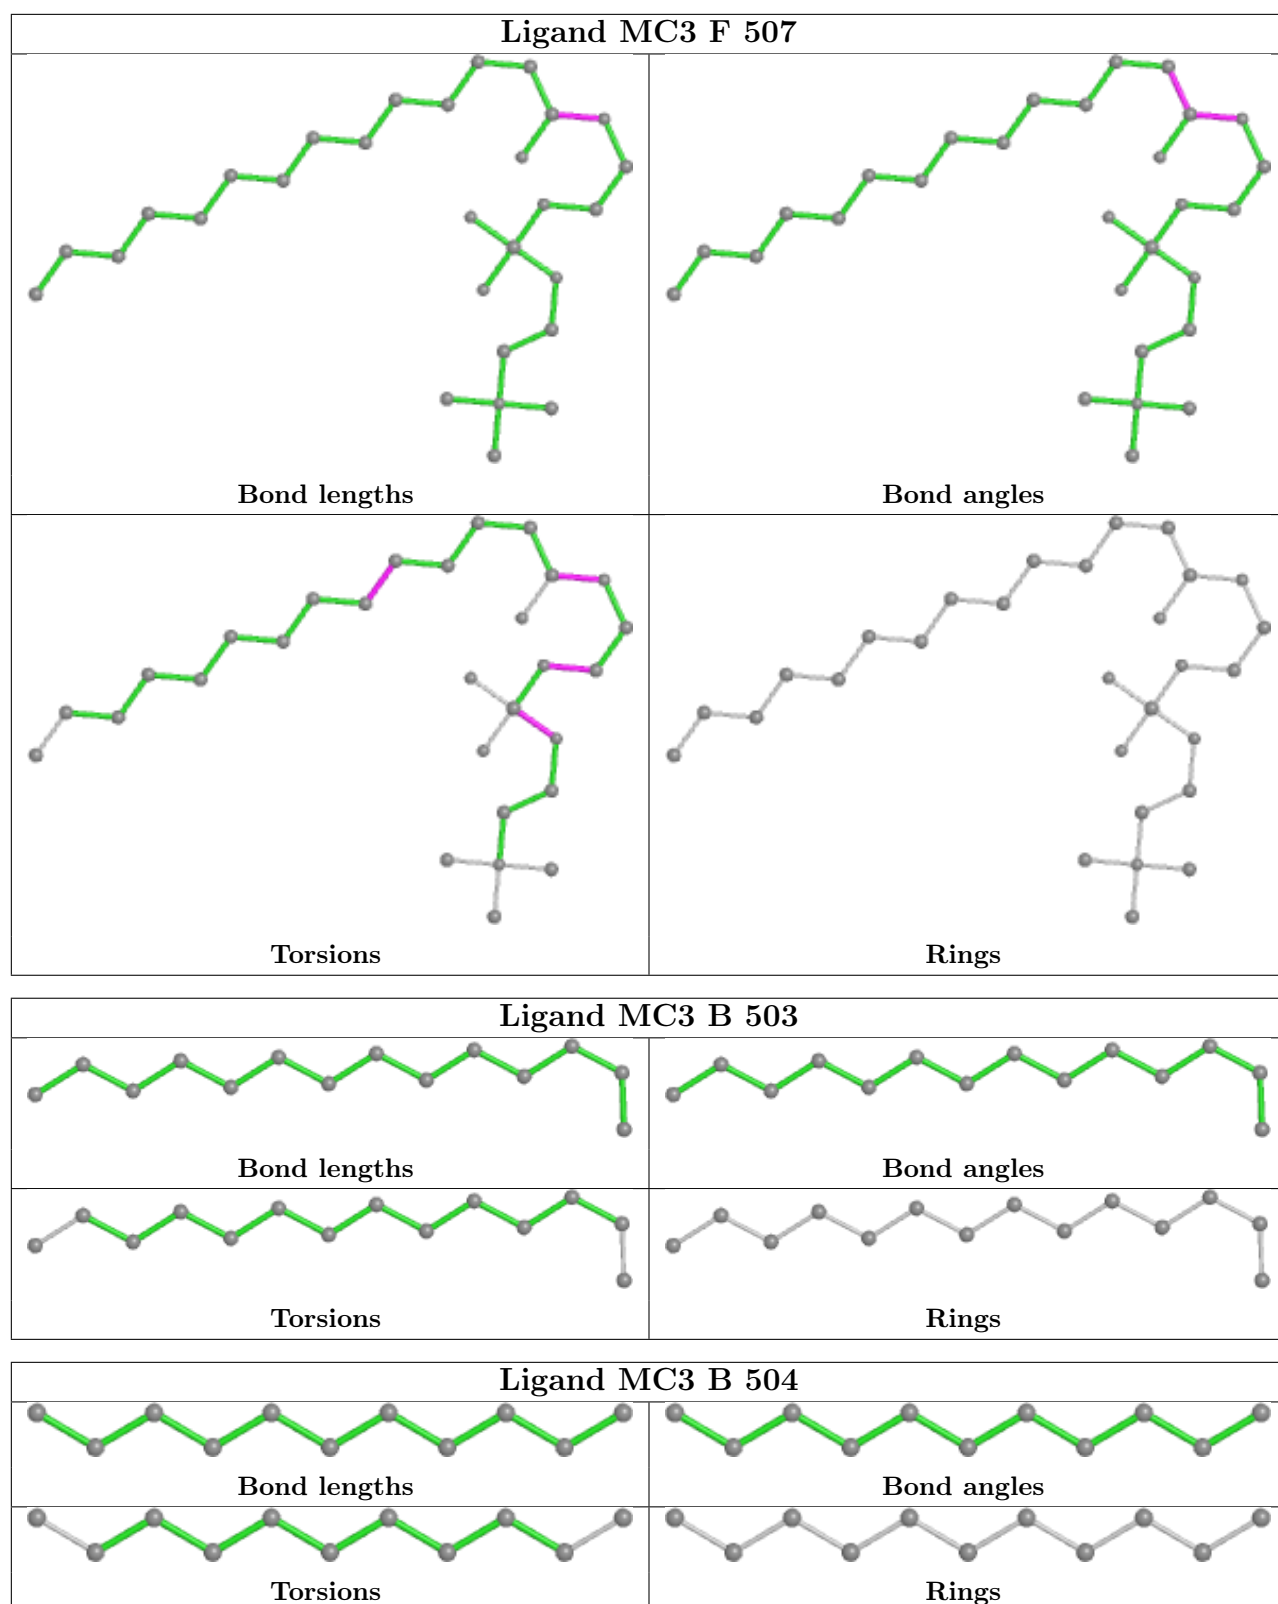 Ligand MC3 F 507
Bond lengths
Bond angles
Torsions
Rings
Ligand MC3 B 503
Bond lengths
Bond angles
Torsions
Rings
Ligand MC3 B 504
Bond lengths
Bond angles
Torsions
Rings